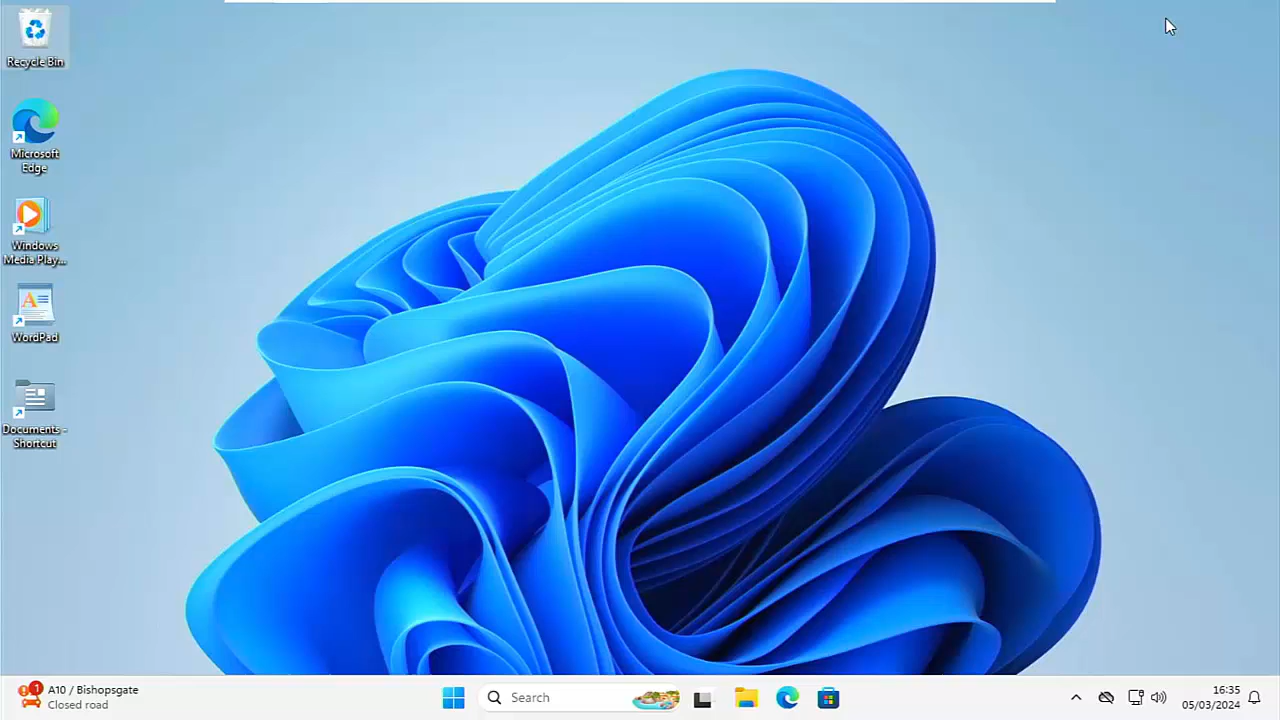 Recycle Bin
Microsoft
Edge
Windows
Media Play...
WordPad
Documents -
Shortcut
1
A10 / Bishopsgate
Closed road
Search
16:35
05/03/2024